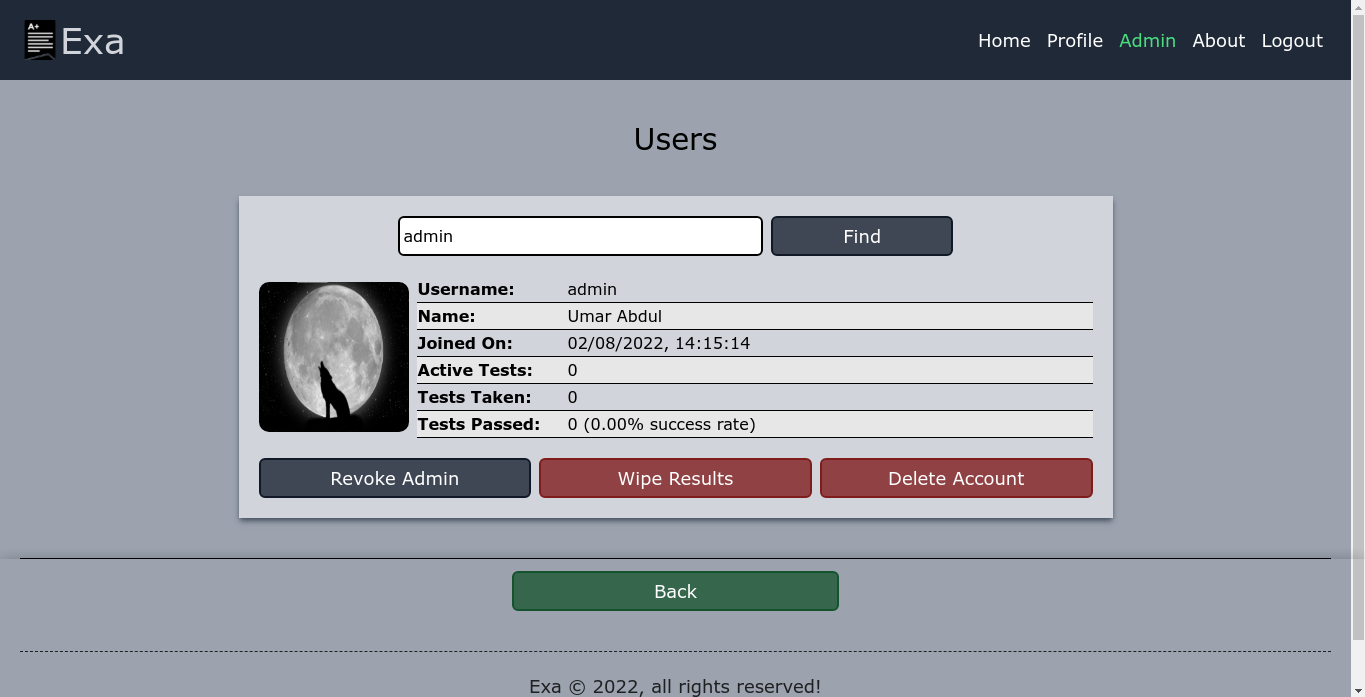 A+
Exa
Home Profile Admin About Logout
Users
admin Find
Username: admin
Name: Umar Abdul
Joined On: 02/08/2022, 14:15:14
Active Tests: 0
Tests Taken: 0
Tests Passed: 0 (0.00% success rate)
Revoke Admin Wipe Results Delete Account
Back
Exa © 2022, all rights reserved!